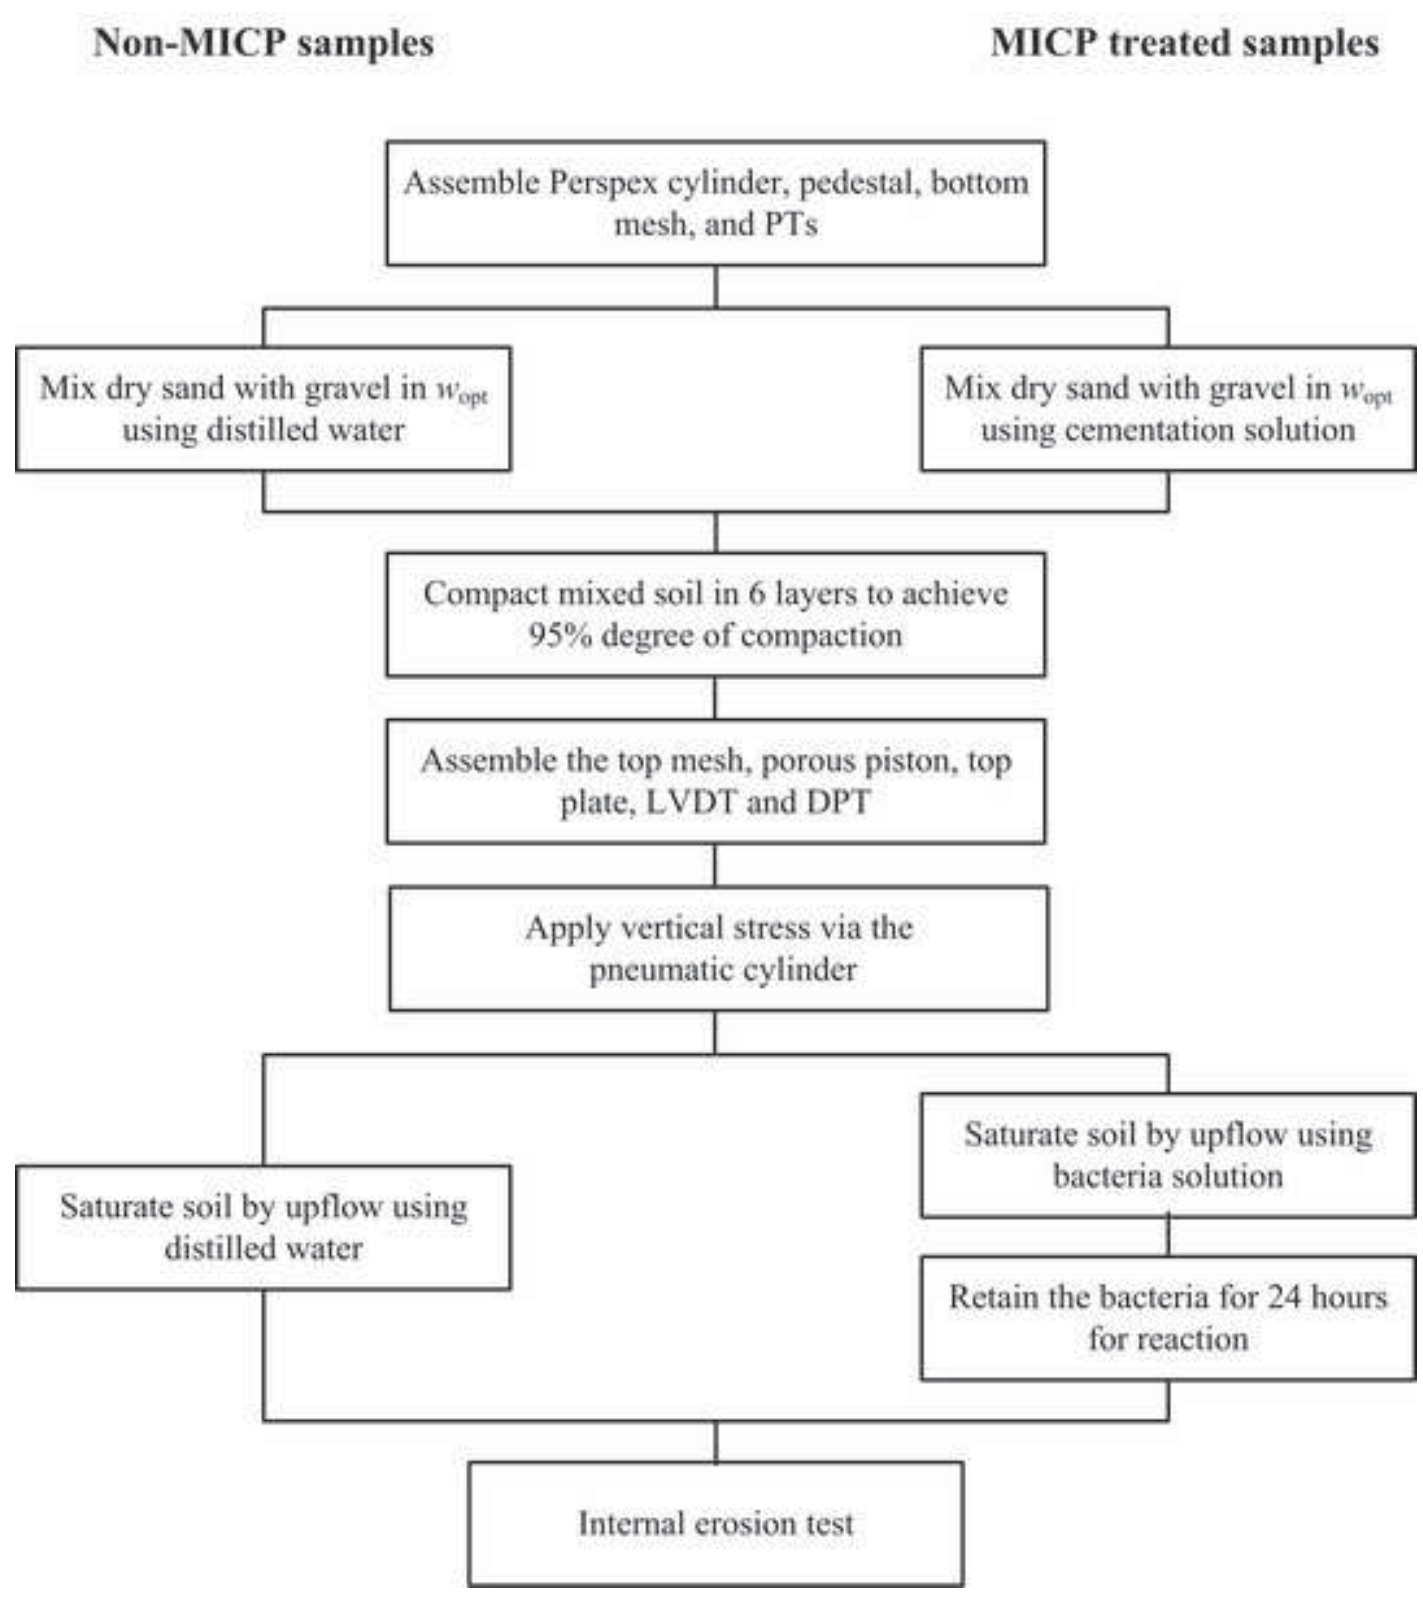 Non-MICP samples
MICP treated samples
Assemble Perspex cylinder, pedestal, bottom
mesh, and PTs
Mix dry sand with gravel in wopt
using distilled water
Mix dry sand with gravel in wopt
using cementation solution
Compact mixed soil in 6 layers to achieve
95% degree of compaction
Assemble the top mesh, porous piston, top
plate, LVDT and DPT
Apply vertical stress via the
pneumatic cylinder
Saturate soil by upflow using
distilled water
Saturate soil by upflow using
bacteria solution
Retain the bacteria for 24 hours
for reaction
Internal erosion test